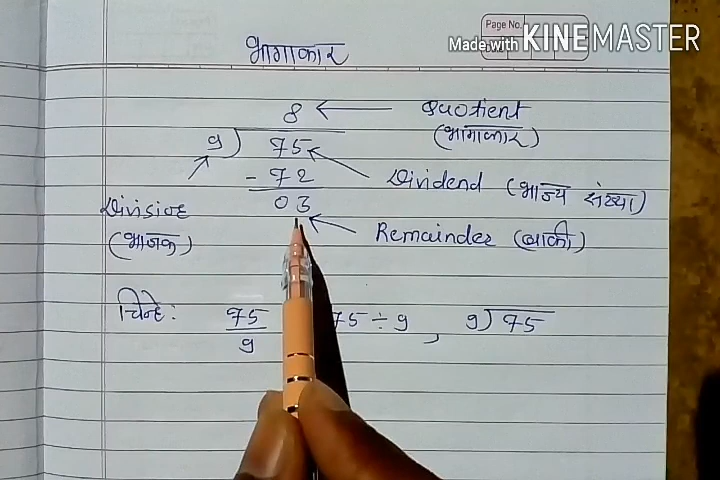 Page No.
Made with KINEMASTER
भागाकार
8 ← Quotient
(भागाकार)
9 ) 75
- 72
Dividend (भाज्य संख्या)
03
Divisior
(भाजक)
Remainder (बाकी)
चिन्हे: 75/9 75 ÷ 9 , 9)75